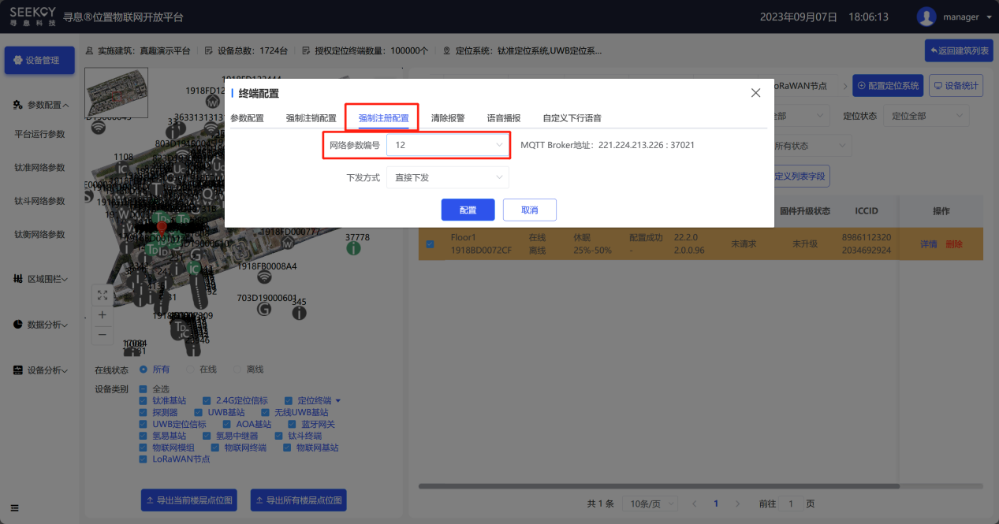 SEEKCY
寻息科技
寻息®位置物联网开放平台
2023年09月07日 18:06:13
manager
设备管理
实施建筑: 真趣演示平台
设备总数: 1724台
授权定位终端数量: 100000个
定位系统: 钛准定位系统,UWB定位系...
返回建筑列表
参数配置
平台运行参数
钛准网络参数
钛斗网络参数
钛衡网络参数
区域围栏
数据分析
设备分析
终端配置
参数配置
强制注销配置
强制注册配置
清除报警
语音播报
自定义下行语音
网络参数编号
12
MQTT Broker地址: 221.224.213.226 : 37021
下发方式
直接下发
配置
取消
oRaWAN节点
配置定位系统
设备统计
全部
定位状态
定位全部
所有状态
定义列表字段
固件升级状态
ICCID
操作
Floor1
1918BD0072CF
在线
离线
休眠
25%-50%
配置成功
-
22.2.0
2.0.0.96
未请求
未升级
8986112320
2034692924
详情
删除
1108
1918FD000777
37778
1918FB0008A4
703D19000601
345
在线状态
所有
在线
离线
设备类别
全选
钛准基站
2.4G定位信标
定位终端
探测器
UWB基站
无线UWB基站
UWB定位信标
AOA基站
蓝牙网关
氢易基站
氢易中继器
钛斗终端
物联网模组
物联网终端
物联网基站
LoRaWAN节点
导出当前楼层点位图
导出所有楼层点位图
共 1 条
10条/页
1
前往
1
页